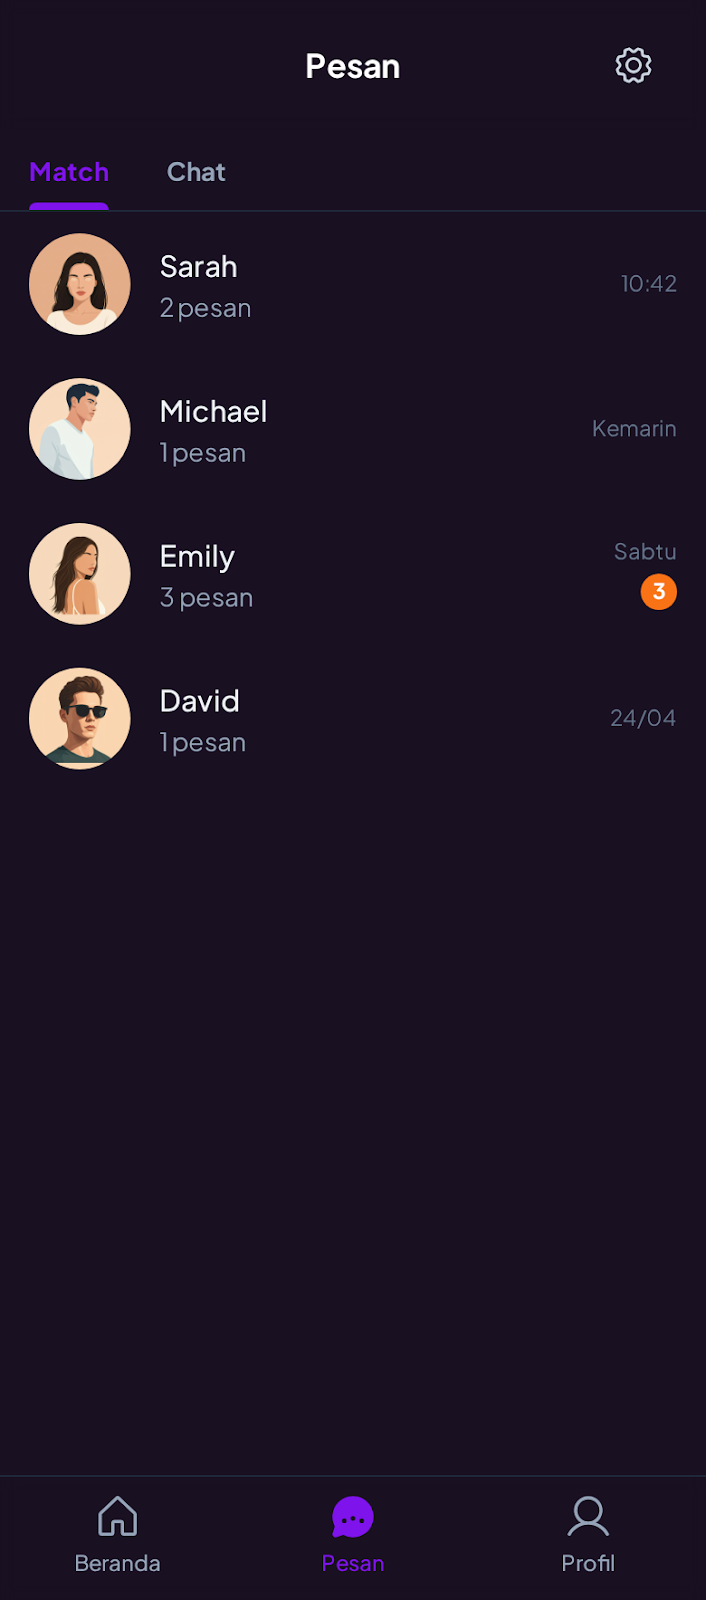 Pesan
Match
Chat
Sarah
2 pesan
10:42
Michael
1 pesan
Kemarin
Emily
3 pesan
Sabtu
3
David
1 pesan
24/04
Beranda
Pesan
Profil